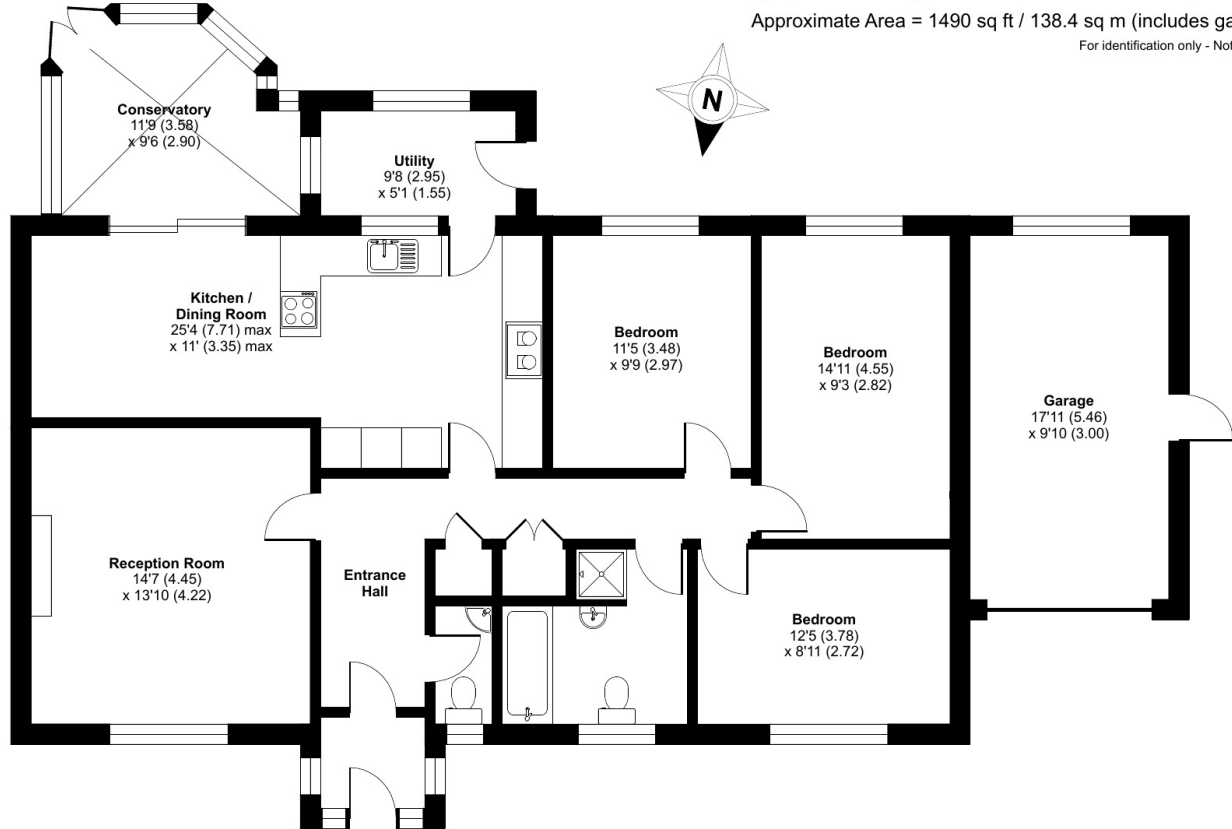 Approximate Area = 1490 sq ft / 138.4 sq m (includes ga
For identification only - Not
N
Conservatory
11'9 (3.58)
x 9'6 (2.90)
Utility
9'8 (2.95)
x 5'1 (1.55)
Kitchen /
Dining Room
25'4 (7.71) max
x 11' (3.35) max
Bedroom
11'5 (3.48)
x 9'9 (2.97)
Bedroom
14'11 (4.55)
x 9'3 (2.82)
Garage
17'11 (5.46)
x 9'10 (3.00)
Reception Room
14'7 (4.45)
x 13'10 (4.22)
Entrance
Hall
Bedroom
12'5 (3.78)
x 8'11 (2.72)